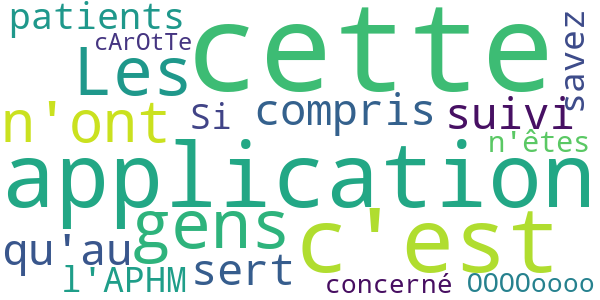 patients cette savez
cArOtTe
Les
n'ont Si compris suivi
n'êtes
application
gens c'est
qu'au sert
l'APHM concerné OOOOoooo